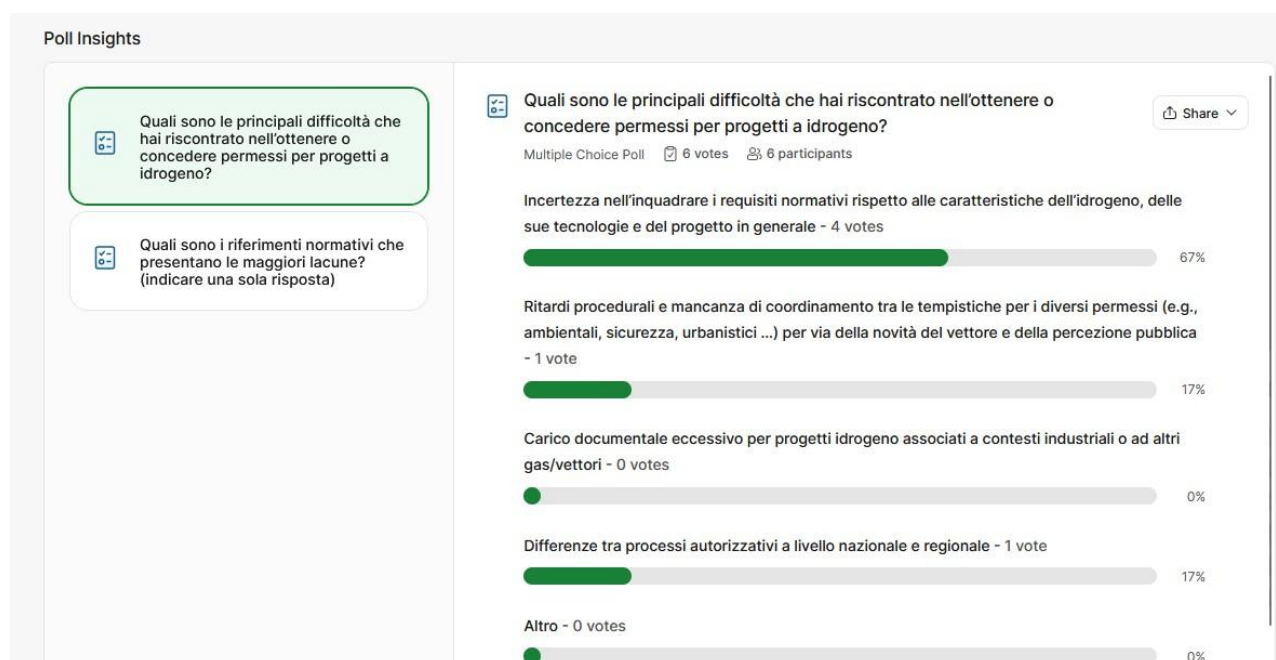 Poll Insights
Quali sono le principali difficoltà che
hai riscontrato nell'ottenere o
concedere permessi per progetti a
idrogeno?
Quali sono i riferimenti normativi che
presentano le maggiori lacune?
(indicare una sola risposta)
Quali sono le principali difficoltà che hai riscontrato nell'ottenere o
concedere permessi per progetti a idrogeno?
Share
Multiple Choice Poll 6 votes 6 participants
Incertezza nell'inquadrare i requisiti normativi rispetto alle caratteristiche dell'idrogeno, delle
sue tecnologie e del progetto in generale - 4 votes
67%
Ritardi procedurali e mancanza di coordinamento tra le tempistiche per i diversi permessi (e.g.,
ambientali, sicurezza, urbanistici ...) per via della novità del vettore e della percezione pubblica
- 1 vote
17%
Carico documentale eccessivo per progetti idrogeno associati a contesti industriali o ad altri
gas/vettori - 0 votes
0%
Differenze tra processi autorizzativi a livello nazionale e regionale - 1 vote
17%
Altro - 0 votes
0%